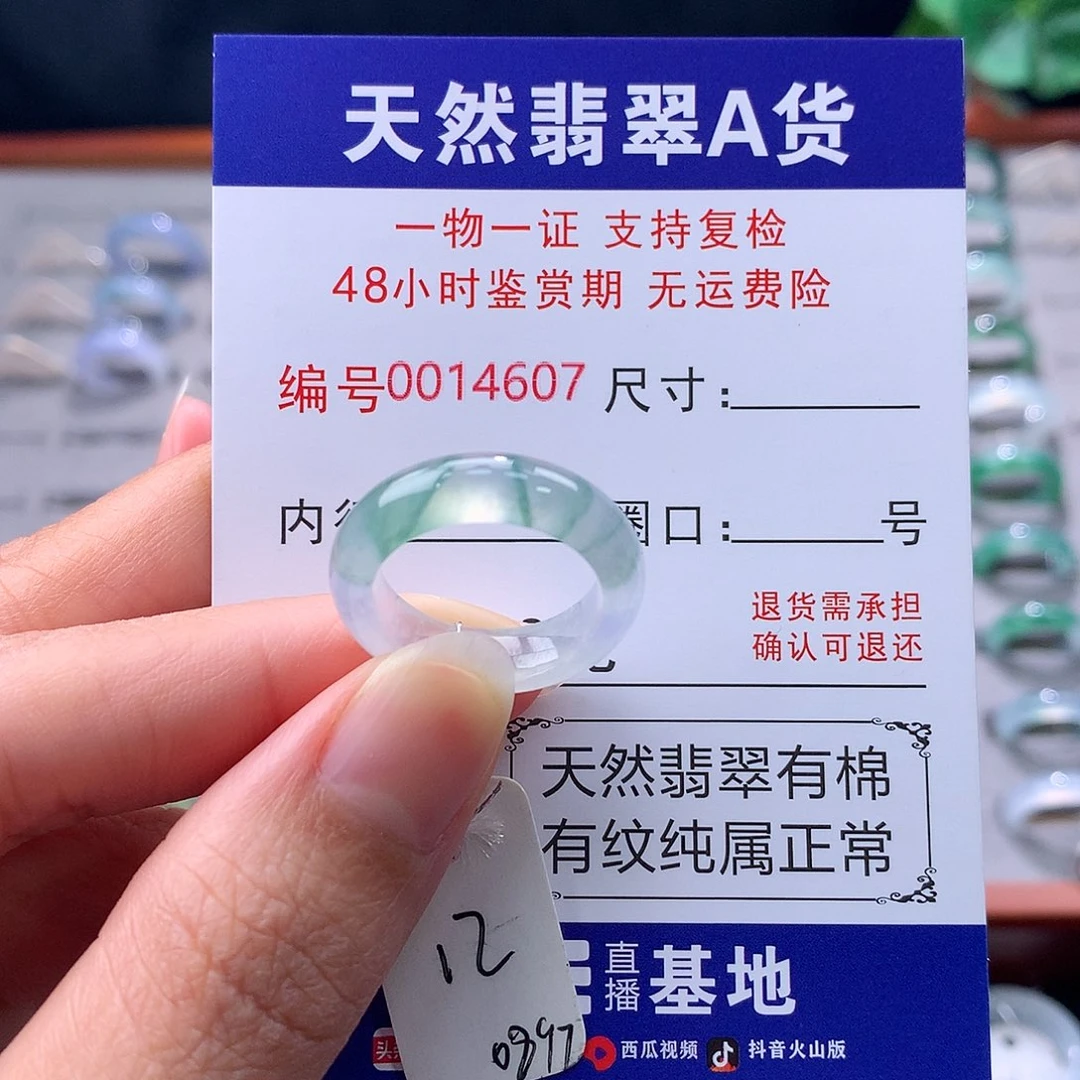 天然翡翠A货
一物一证 支持复检
48小时鉴赏期 无运费险
编号0014607 尺寸:
内 圈口: 号
退货需承担
确认可退还
天然翡翠有棉
有纹纯属正常
直播基地
西瓜视频 抖音火山版
12
0897